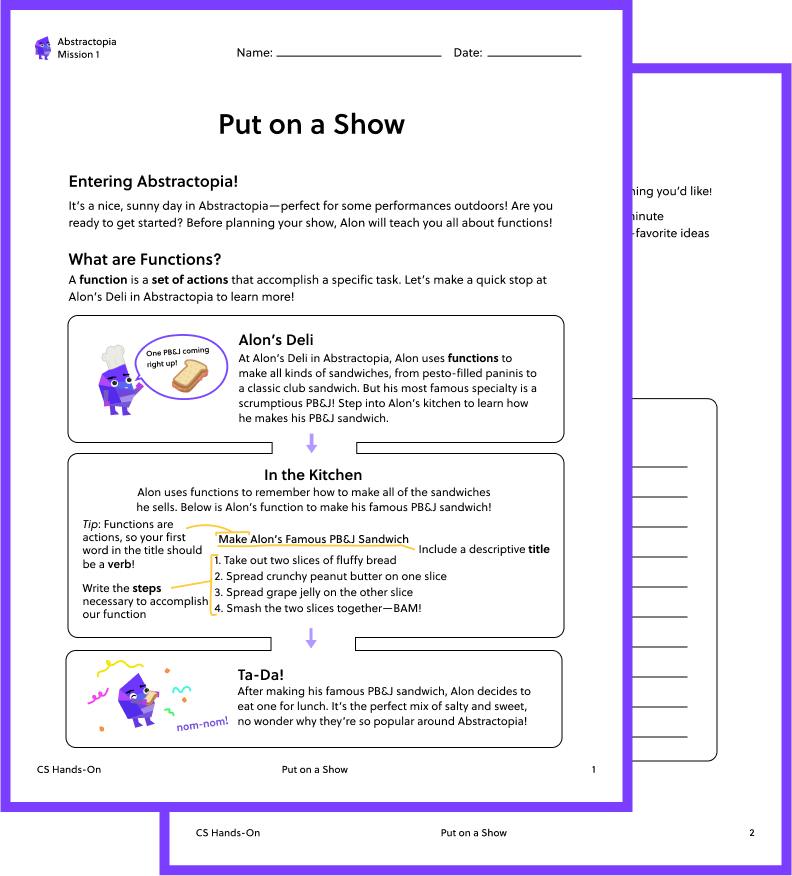 Abstractopia
Mission 1
Name:
Date:
Put on a Show
Entering Abstractopia!
It's a nice, sunny day in Abstractopia—perfect for some performances outdoors! Are you
ready to get started? Before planning your show, Alon will teach you all about functions!
What are Functions?
A function is a set of actions that accomplish a specific task. Let's make a quick stop at
Alon's Deli in Abstractopia to learn more!
One PB&J coming
right up!
Alon's Deli
At Alon's Deli in Abstractopia, Alon uses functions to
make all kinds of sandwiches, from pesto-filled paninis to
a classic club sandwich. But his most famous specialty is a
scrumptious PB&J! Step into Alon's kitchen to learn how
he makes his PB&J sandwich.
In the Kitchen
Alon uses functions to remember how to make all of the sandwiches
he sells. Below is Alon's function to make his famous PB&J sandwich!
Tip: Functions are
actions, so your first
word in the title should
be a verb!
Make Alon's Famous PB&J Sandwich
Include a descriptive title
1. Take out two slices of fluffy bread
2. Spread crunchy peanut butter on one slice
3. Spread grape jelly on the other slice
4. Smash the two slices together—BAM!
Write the steps
necessary to accomplish
our function
nom-nom!
Ta-Da!
After making his famous PB&J sandwich, Alon decides to
eat one for lunch. It's the perfect mix of salty and sweet,
no wonder why they're so popular around Abstractopia!
CS Hands-On
Put on a Show
1
you'd like!
-favorite ideas
CS Hands-On
Put on a Show
2